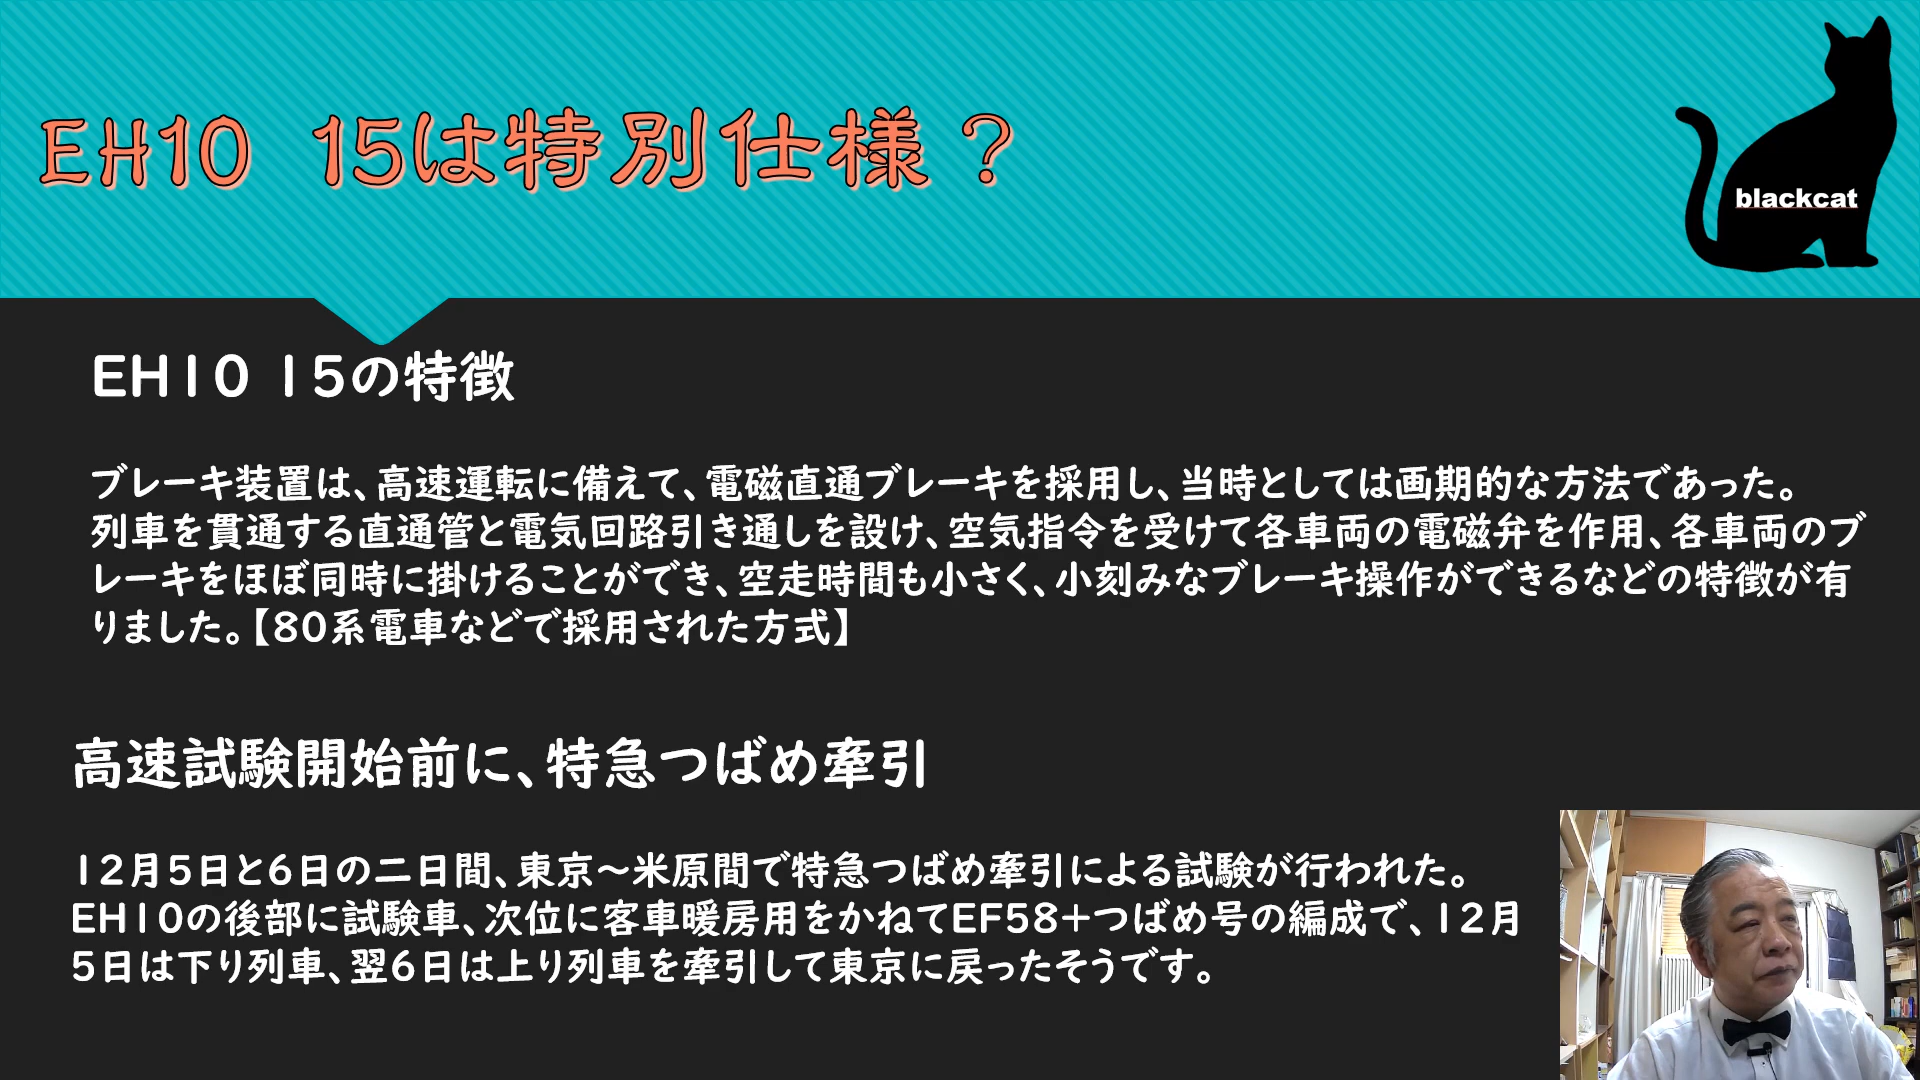 EH10 15は特別仕様？
blackcat
EH10 15の特徴
ブレーキ装置は、高速運転に備えて、電磁直通ブレーキを採用し、当時としては画期的な方法であった。
列車を貫通する直通管と電気回路引き通しを設け、空気指令を受けて各車両の電磁弁を作用、各車両のブ
レーキをほぼ同時に掛けることができ、空走時間も小さく、小刻みなブレーキ操作ができるなどの特徴が有
りました。【80系電車などで採用された方式】
高速試験開始前に、特急つばめ牽引
12月5日と6日の二日間、東京～米原間で特急つばめ牽引による試験が行われた。
EH10の後部に試験車、次位に客車暖房用をかねてEF58+つばめ号の編成で、12月
5日は下り列車、翌6日は上り列車を牽引して東京に戻ったそうです。